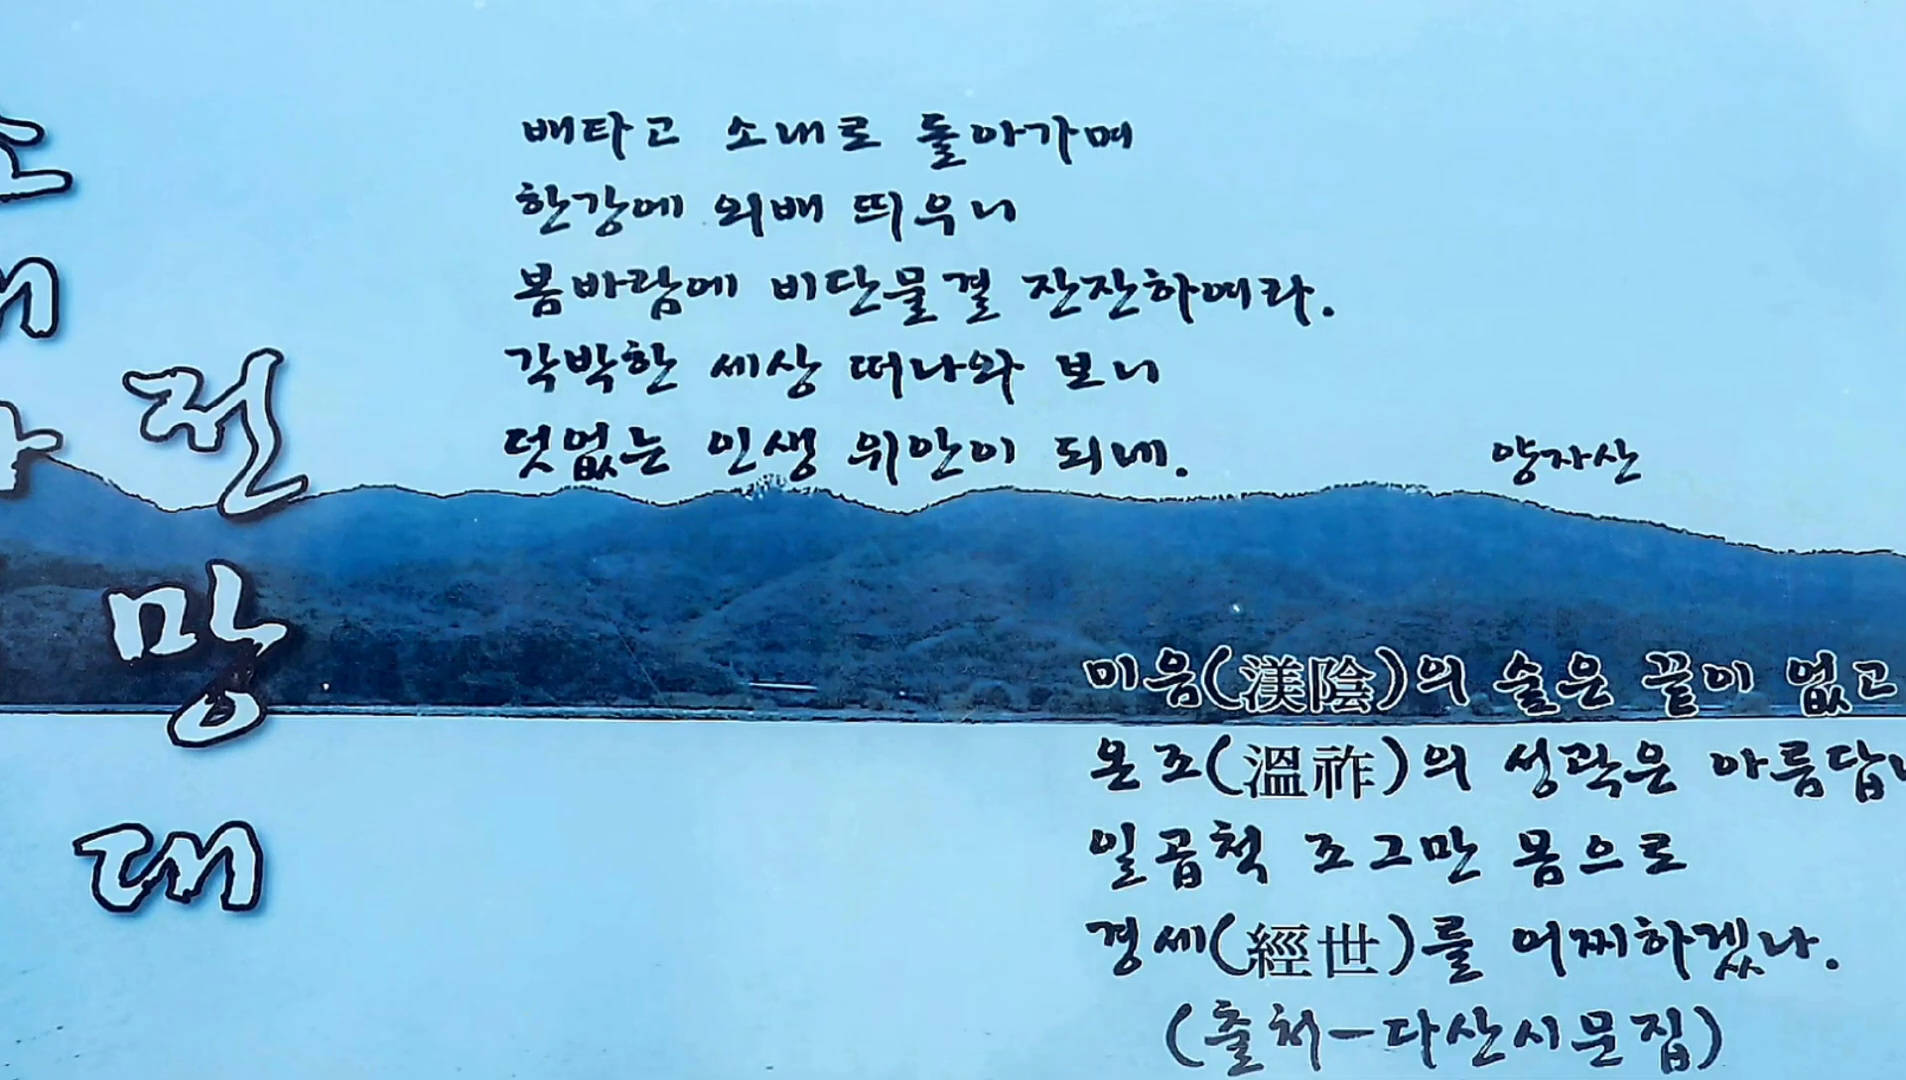 전
망
대
배타고 소내로 돌아가며
한강에 외배 띄우니
봄바람에 비단물결 잔잔하여라.
각박한 세상 떠나와 보니
덧없는 인생 위안이 되네.
양자산
미음(渼陰)의 술은 끝이 없고
온조(溫祚)의 성곽은 아름답
일곱척 조그만 몸으로
경세(經世)를 어찌하겠나.
(출처-다산시문집)